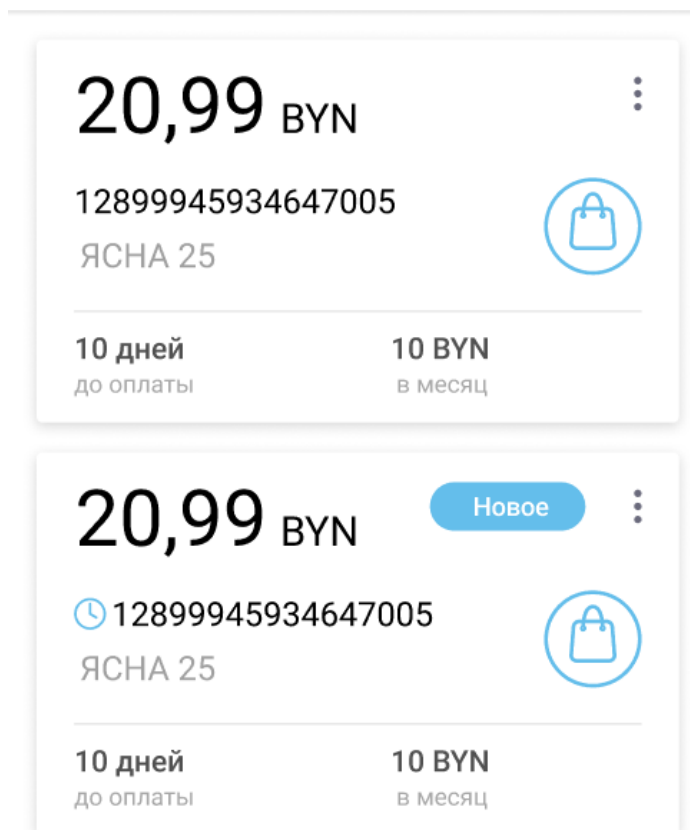 20,99 BYN
12899945934647005
ЯСНА 25
10 дней 10 BYN
до оплаты в месяц
20,99 BYN Новое
12899945934647005
ЯСНА 25
10 дней 10 BYN
до оплаты в месяц